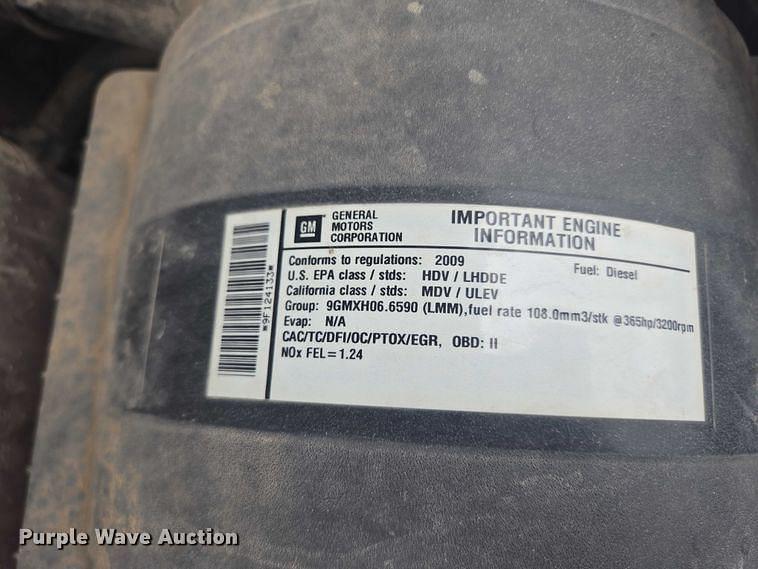 *9F124133*
GM
GENERAL
MOTORS
CORPORATION
IMPORTANT ENGINE
INFORMATION
Conforms to regulations: 2009
Fuel: Diesel
U.S. EPA class / stds: HDV / LHDDE
California class / stds: MDV / ULEV
Group: 9GMXH06.6590 (LMM),fuel rate 108.0mm3/stk @365hp/3200rpm
Evap: N/A
CAC/TC/DFI/OC/PTOX/EGR, OBD: II
NOx FEL=1.24
Purple Wave Auction